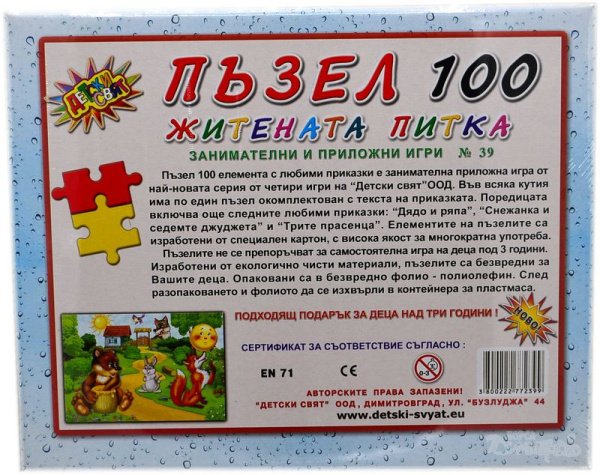 ДЕТСКИ СВЯТ
ПЪЗЕЛ 100
ЖИТЕНАТА ПИТКА
ЗАНИМАТЕЛНИ И ПРИЛОЖНИ ИГРИ № 39
Пъзел 100 елемента с любими приказки е занимателна приложна игра от
най-новата серия от четири игри на "Детски свят"ООД. Във всяка кутия
има по един пъзел окомплектован с текста на приказката. Поредицата
включва още следните любими приказки: "Дядо и ряпа", "Снежанка и
седемте джуджета" и "Трите прасенца". Елементите на пъзелите са
изработени от специален картон, с висока якост за многократна употреба.
Пъзелите не се препоръчват за самостоятелна игра на деца под 3 години.
Изработени от екологично чисти материали, пъзелите са безвредни за
Вашите деца. Опаковани са в безвредно фолио - полиолефин. След
разопаковането и фолиото да се изхвърли в контейнера за пластмаса.
ПОДХОДЯЩ ПОДАРЪК ЗА ДЕЦА НАД ТРИ ГОДИНИ !
НОВО!
СЕРТИФИКАТ ЗА СЪОТВЕТСТВИЕ СЪГЛАСНО :
EN 71 CE 0-3
3800222772399
АВТОРСКИТЕ ПРАВА ЗАПАЗЕНИ!
"ДЕТСКИ СВЯТ" ООД, ДИМИТРОВГРАД, УЛ. "БУЗЛУДЖА" 44
www.detski-svyat.eu